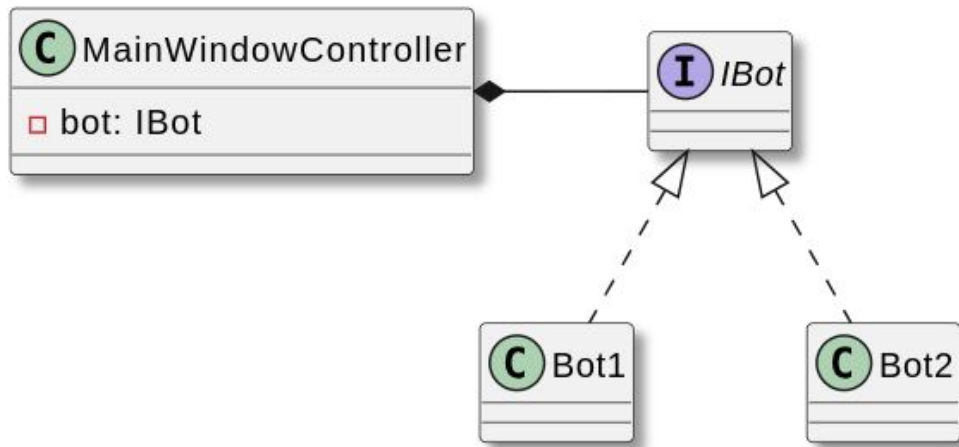 C MainWindowController
bot: IBot
I IBot
C Bot1
C Bot2